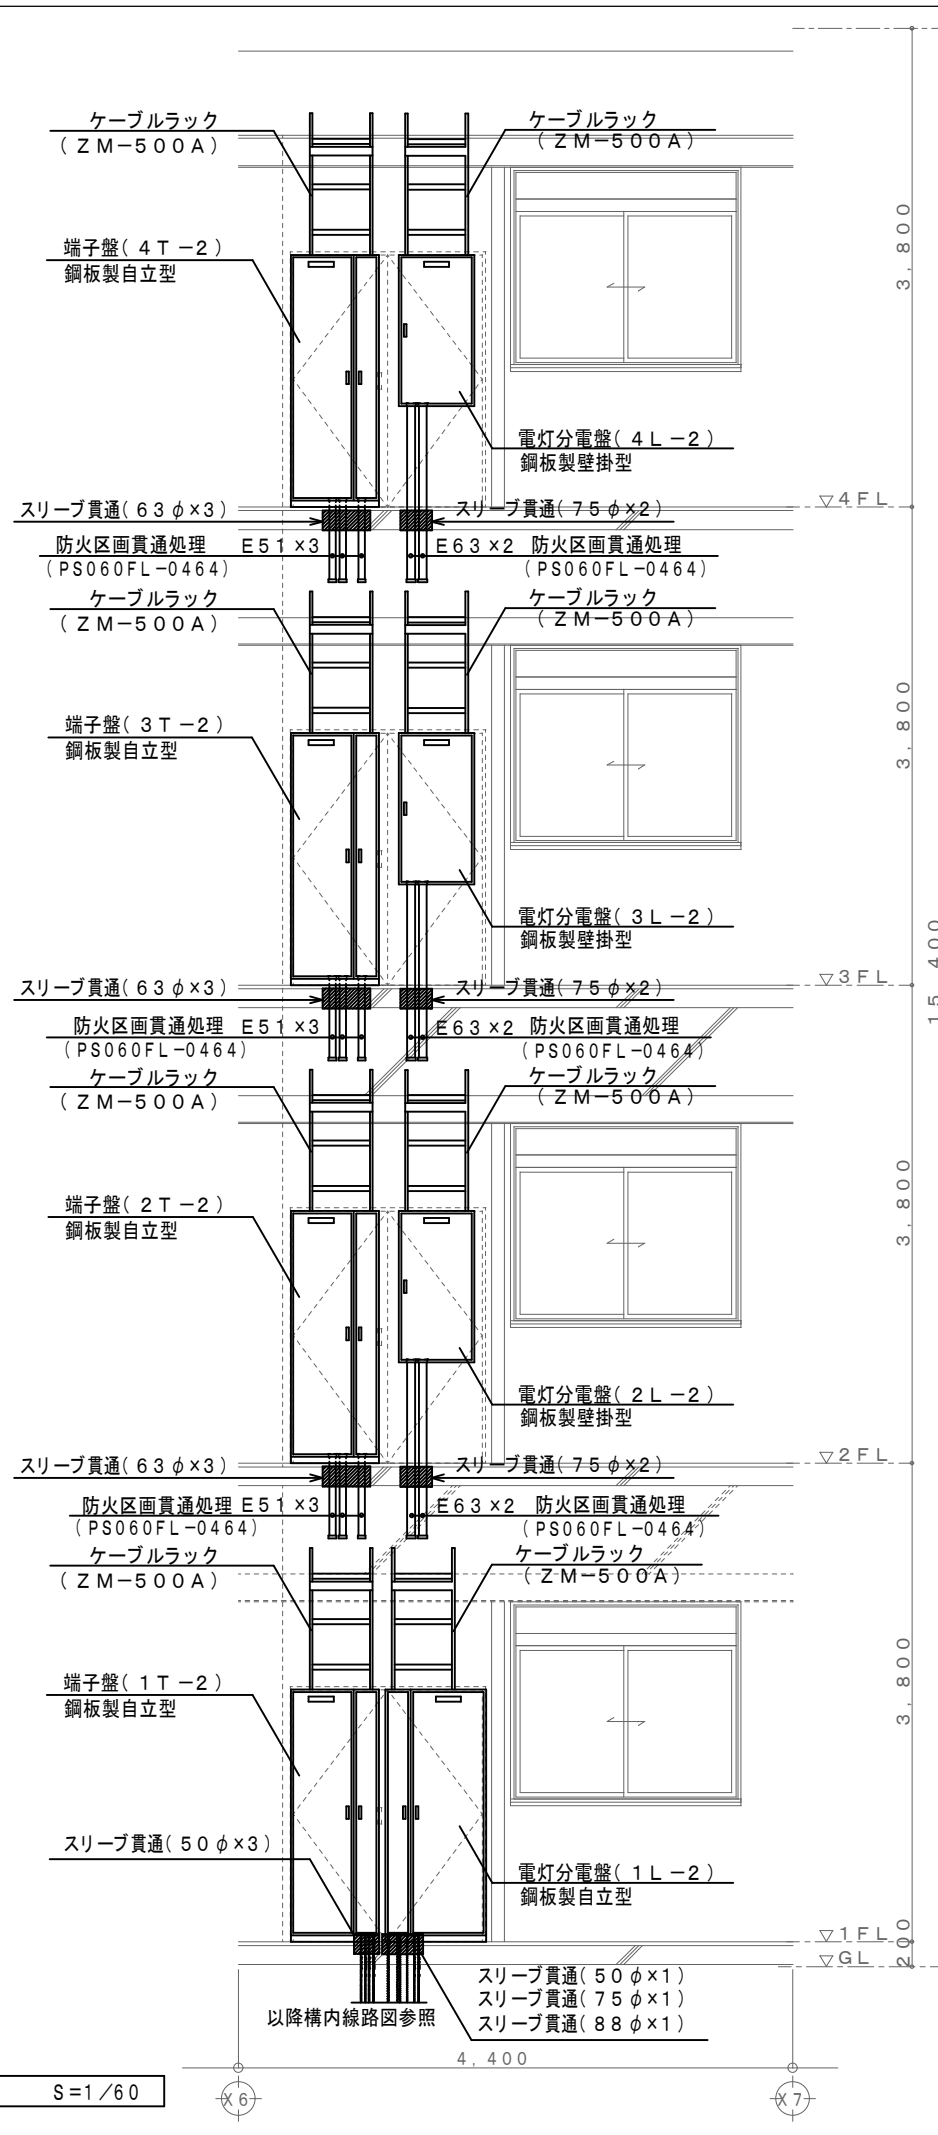 ケーブルラック
(ZM-500A)
ケーブルラック
(ZM-500A)
3,800
端子盤(4T-2)
鋼板製自立型
電灯分電盤(4L-2)
鋼板製壁掛型
▽4FL
スリーブ貫通(63φ×3)
スリーブ貫通(75φ×2)
防火区画貫通処理
(PS060FL-0464)
E51×3
E63×2
防火区画貫通処理
(PS060FL-0464)
ケーブルラック
(ZM-500A)
ケーブルラック
(ZM-500A)
3,800
端子盤(3T-2)
鋼板製自立型
電灯分電盤(3L-2)
鋼板製壁掛型
15,400
▽3FL
スリーブ貫通(63φ×3)
スリーブ貫通(75φ×2)
防火区画貫通処理
(PS060FL-0464)
E51×3
E63×2
防火区画貫通処理
(PS060FL-0464)
ケーブルラック
(ZM-500A)
ケーブルラック
(ZM-500A)
3,800
端子盤(2T-2)
鋼板製自立型
電灯分電盤(2L-2)
鋼板製壁掛型
▽2FL
スリーブ貫通(63φ×3)
スリーブ貫通(75φ×2)
防火区画貫通処理
(PS060FL-0464)
E51×3
E63×2
防火区画貫通処理
(PS060FL-0464)
ケーブルラック
(ZM-500A)
ケーブルラック
(ZM-500A)
3,800
端子盤(1T-2)
鋼板製自立型
スリーブ貫通(50φ×3)
電灯分電盤(1L-2)
鋼板製自立型
▽1FL
200
▽GL
スリーブ貫通(50φ×1)
スリーブ貫通(75φ×1)
スリーブ貫通(88φ×1)
以降構内線路図参照
4,400
S=1/60
X6
X7